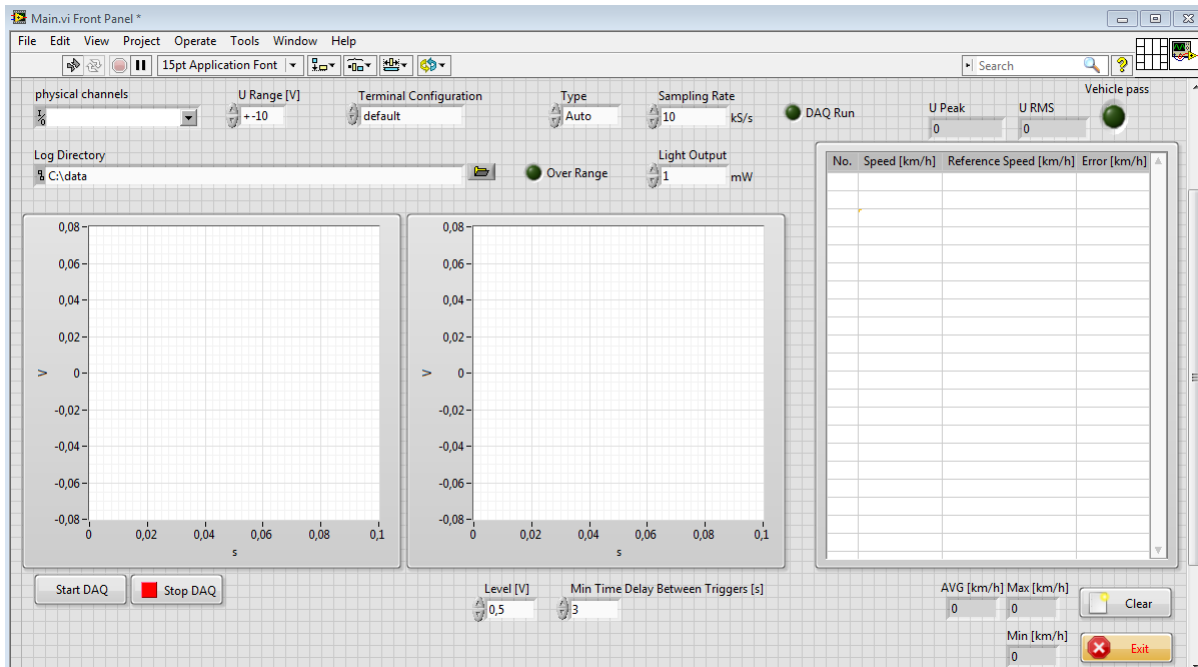 Main.vi Front Panel *
File Edit View Project Operate Tools Window Help
15pt Application Font
Search
?
physical channels U Range [V] Terminal Configuration Type Sampling Rate Vehicle pass
+-10 default Auto 10 kS/s DAQ Run U Peak U RMS
0 0
Log Directory Light Output
C:\data Over Range 1 mW
No. Speed [km/h] Reference Speed [km/h] Error [km/h]
0,08
0,06
0,04
0,02
0
-0,02
-0,04
-0,06
-0,08
V
0 0,02 0,04 0,06 0,08 0,1
s
0,08
0,06
0,04
0,02
0
-0,02
-0,04
-0,06
-0,08
V
0 0,02 0,04 0,06 0,08 0,1
s
Start DAQ Stop DAQ
Level [V] Min Time Delay Between Triggers [s]
0,5 3
AVG [km/h] Max [km/h]
0 0 Clear
Min [km/h]
0 Exit